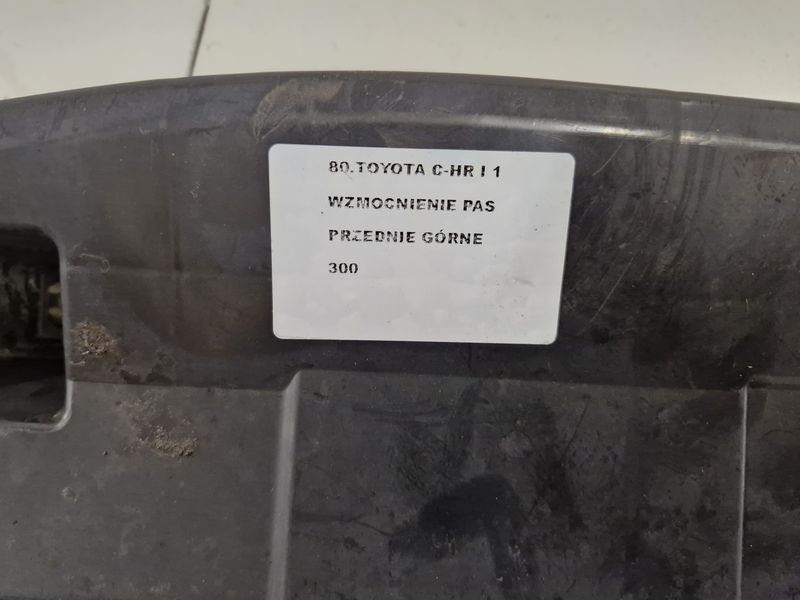 80.TOYOTA C-HR I 1
WZMOCNIENIE PAS
PRZEDNIE GÓRNE
300